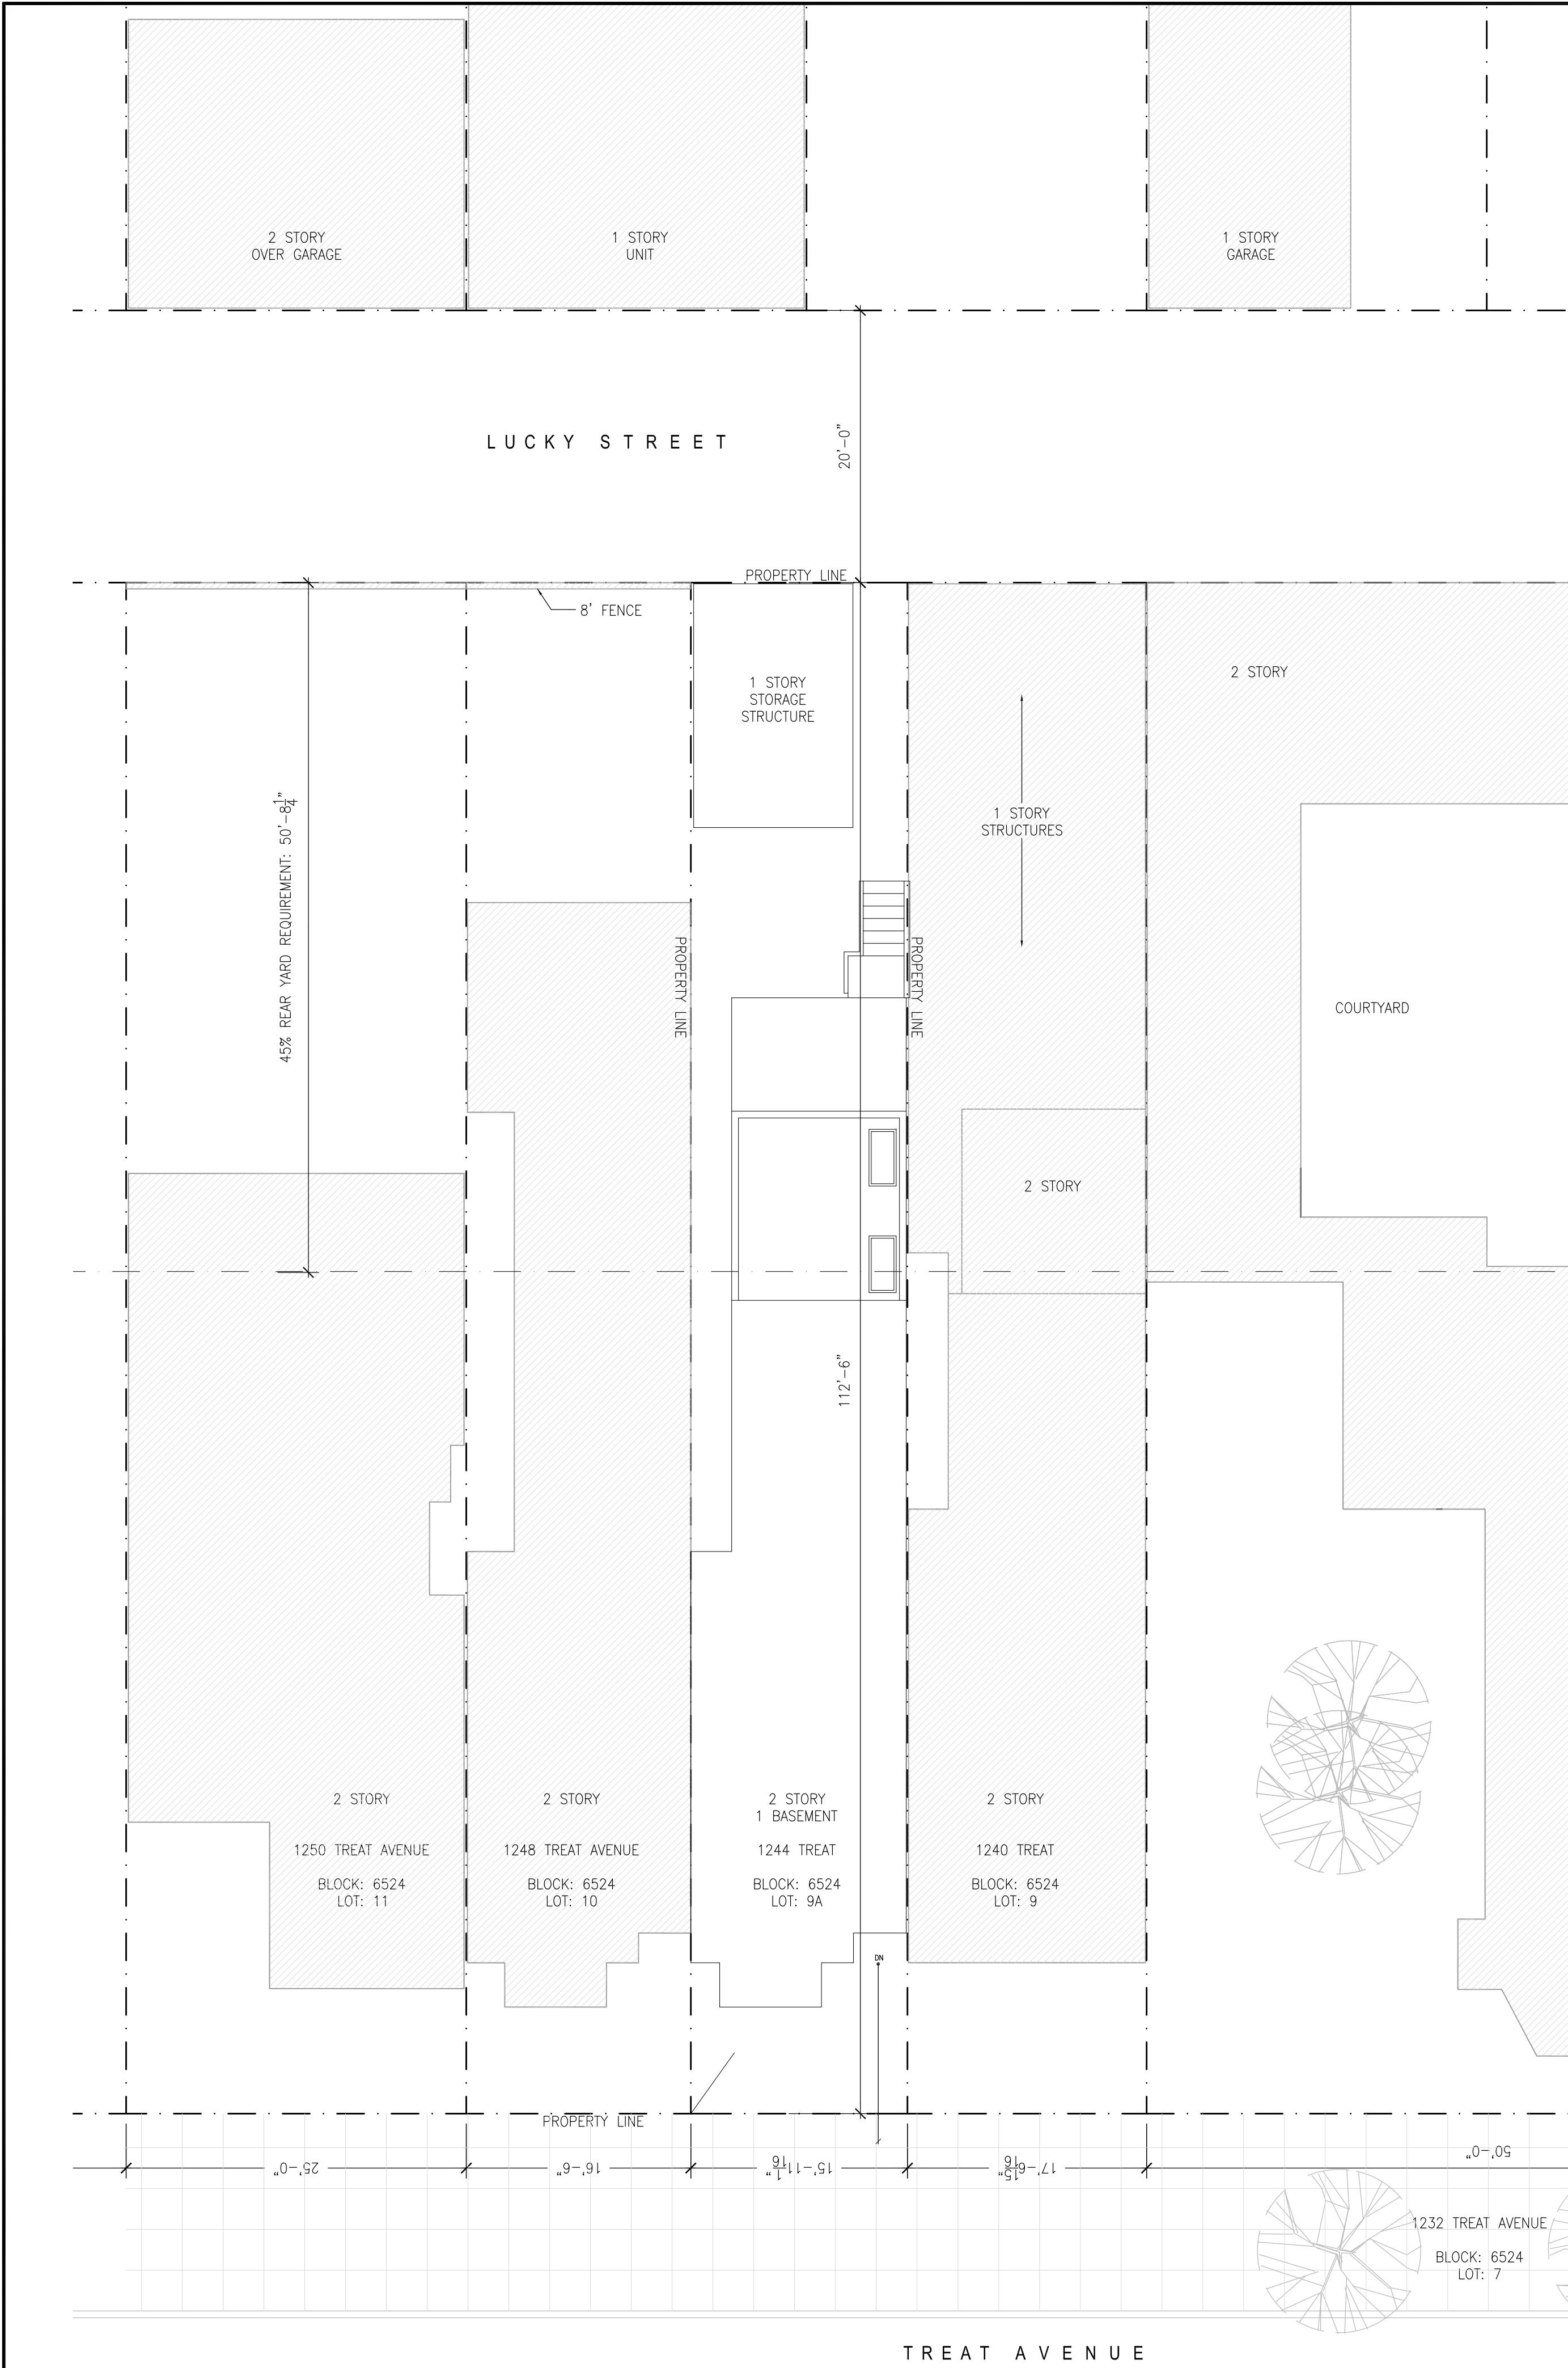 2 STORY
OVER GARAGE
1 STORY
UNIT
1 STORY
GARAGE
LUCKY STREET
20'-0"
PROPERTY LINE
8' FENCE
1 STORY
STORAGE
STRUCTURE
2 STORY
1 STORY
STRUCTURES
45% REAR YARD REQUIREMENT: 50'-8 1/4"
PROPERTY LINE
PROPERTY LINE
COURTYARD
2 STORY
112'-6"
2 STORY
1250 TREAT AVENUE
BLOCK: 6524
LOT: 11
2 STORY
1248 TREAT AVENUE
BLOCK: 6524
LOT: 10
2 STORY
1 BASEMENT
1244 TREAT
BLOCK: 6524
LOT: 9A
2 STORY
1240 TREAT
BLOCK: 6524
LOT: 9
DN
PROPERTY LINE
25'-0"
16'-6"
15'-11 1/16"
17'-6 15/16"
50'-0"
1232 TREAT AVENUE
BLOCK: 6524
LOT: 7
TREAT AVENUE